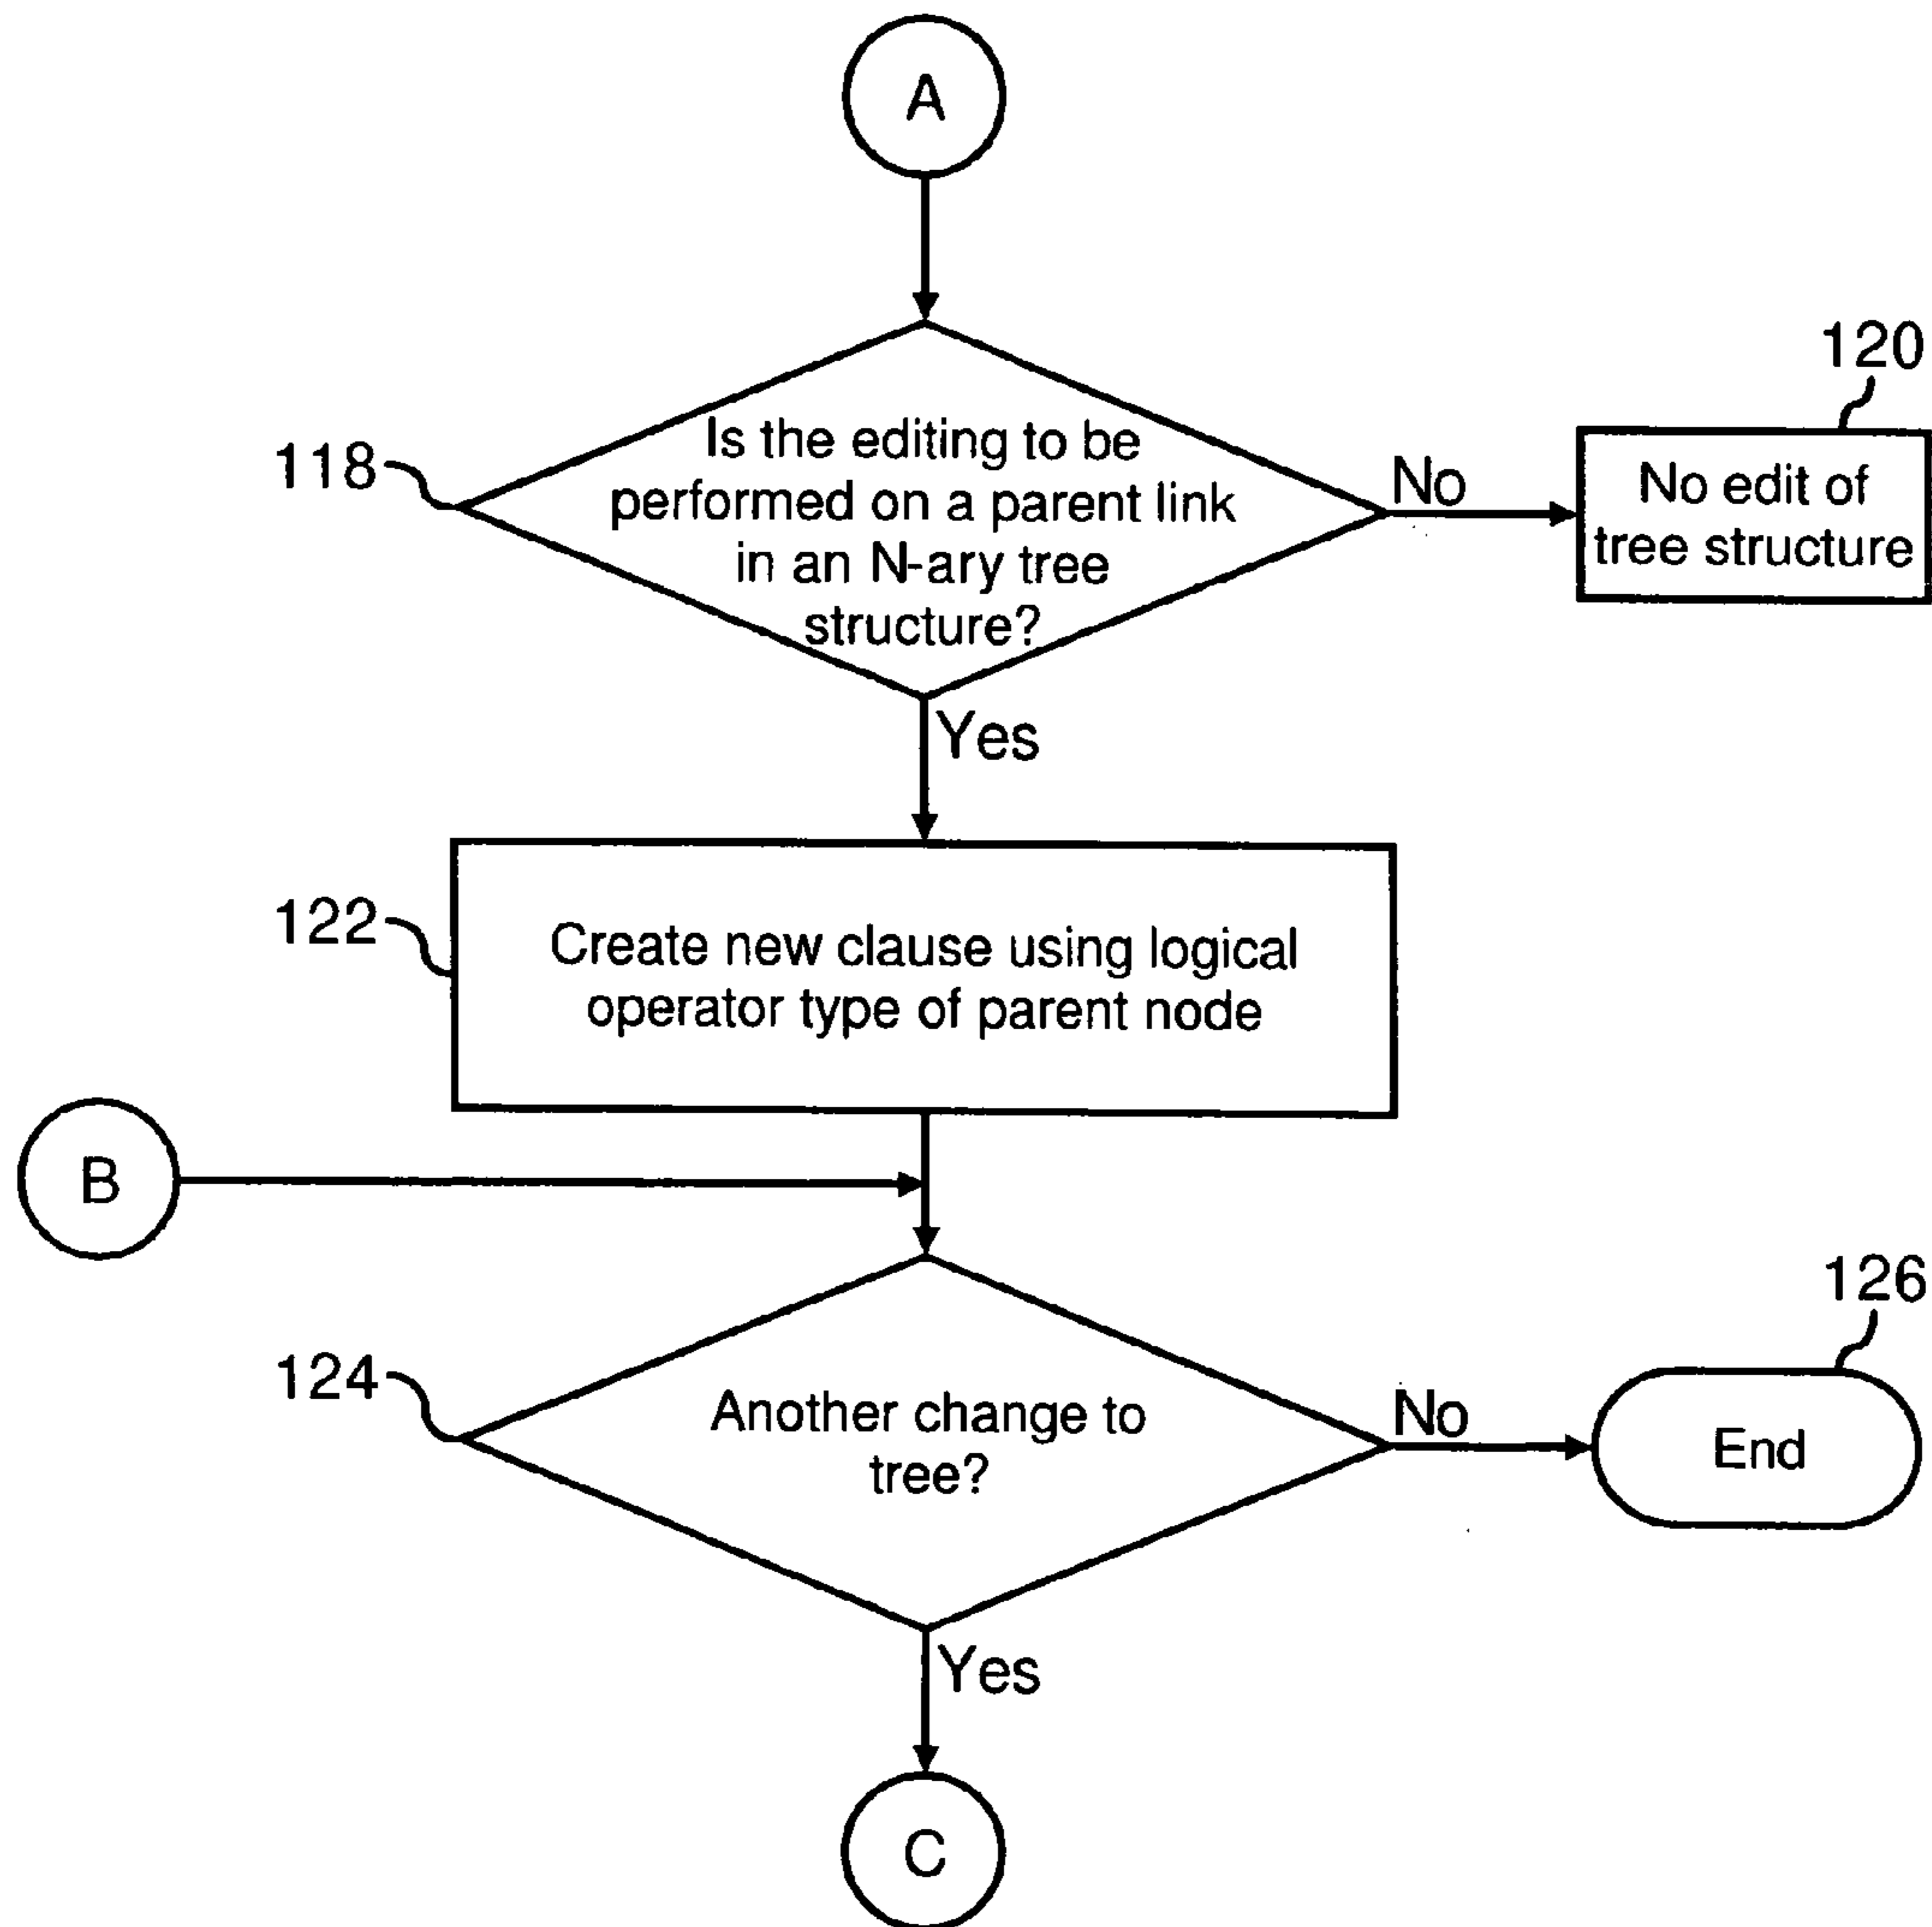 A
118
Is the editing to be
performed on a parent link
in an N-ary tree
structure?
No
120
No edit of
tree structure
Yes
122
Create new clause using logical
operator type of parent node
B
124
Another change to
tree?
No
126
End
Yes
C